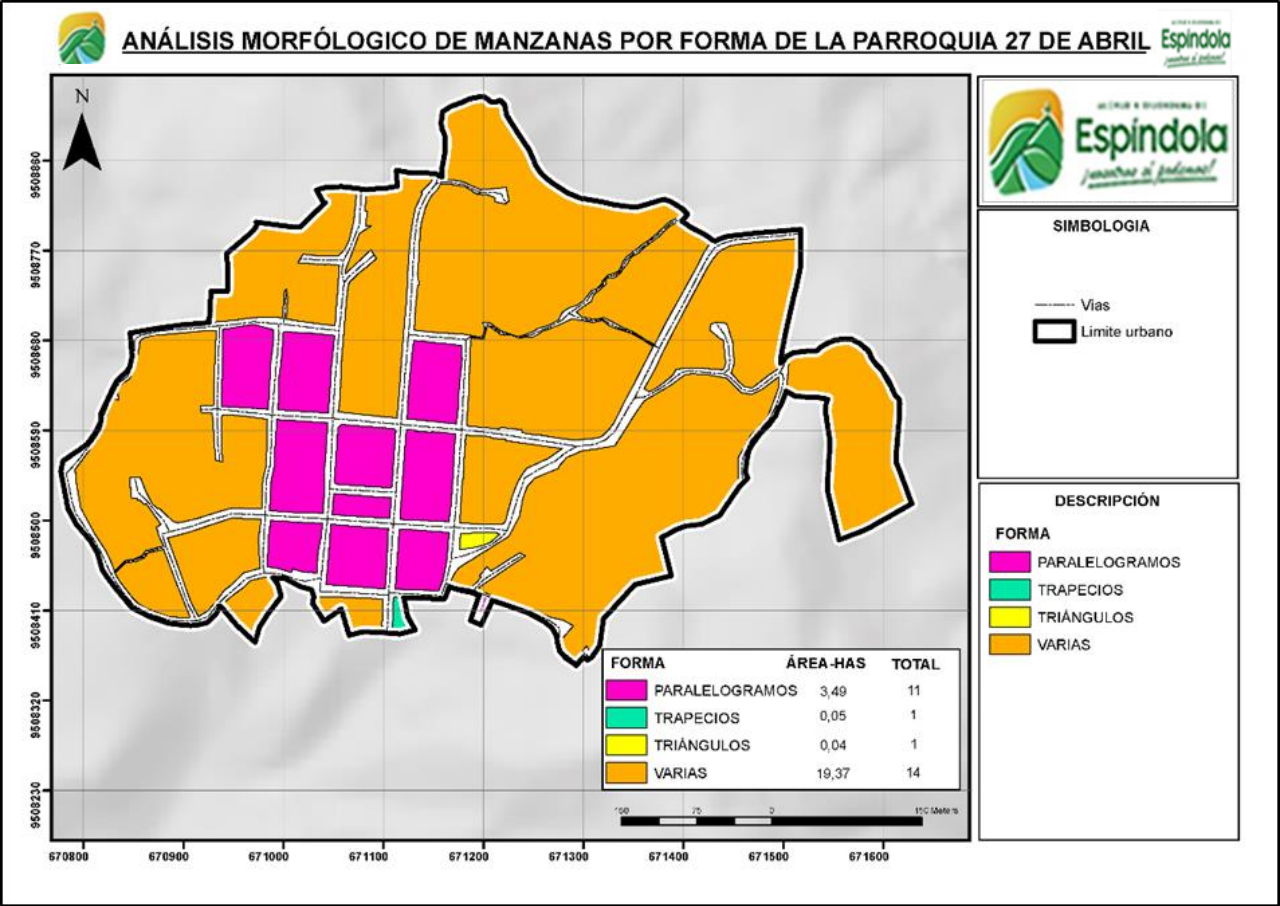 ANÁLISIS MORFÓLOGICO DE MANZANAS POR FORMA DE LA PARROQUIA 27 DE ABRIL
Espíndola
¡nosotros sí podemos!
N
Espíndola
¡nosotros sí podemos!
SIMBOLOGIA
Vias
Limite urbano
DESCRIPCIÓN
FORMA
PARALELOGRAMOS
TRAPECIOS
TRIÁNGULOS
VARIAS
9508860
9508770
9508680
9508590
9508500
9508410
9508320
9508230
FORMA ÁREA-HAS TOTAL
PARALELOGRAMOS 3,49 11
TRAPECIOS 0,05 1
TRIÁNGULOS 0,04 1
VARIAS 19,37 14
150 75 0 150 Meters
670800 670900 671000 671100 671200 671300 671400 671500 671600